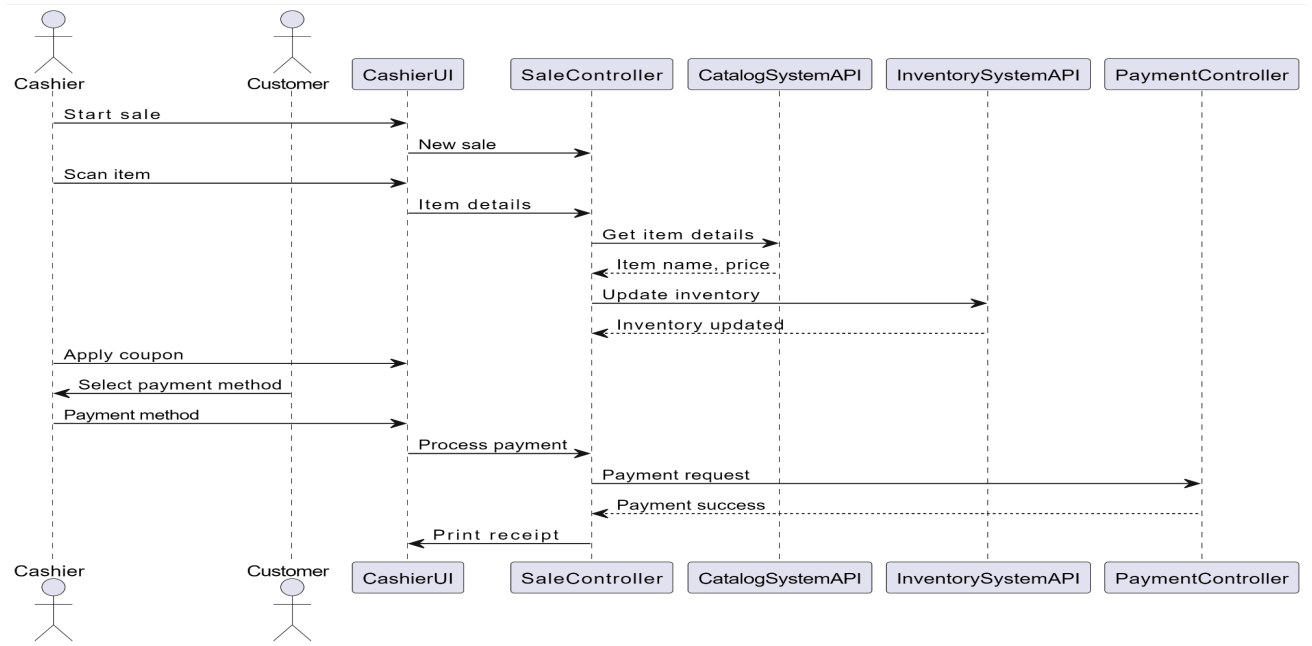 Cashier
Customer
CashierUI
SaleController
CatalogSystemAPI
InventorySystemAPI
PaymentController
Start sale
New sale
Scan item
Item details
Get item details
Item name, price
Update inventory
Inventory updated
Apply coupon
Select payment method
Payment method
Process payment
Payment request
Payment success
Print receipt
Cashier
Customer
CashierUI
SaleController
CatalogSystemAPI
InventorySystemAPI
PaymentController